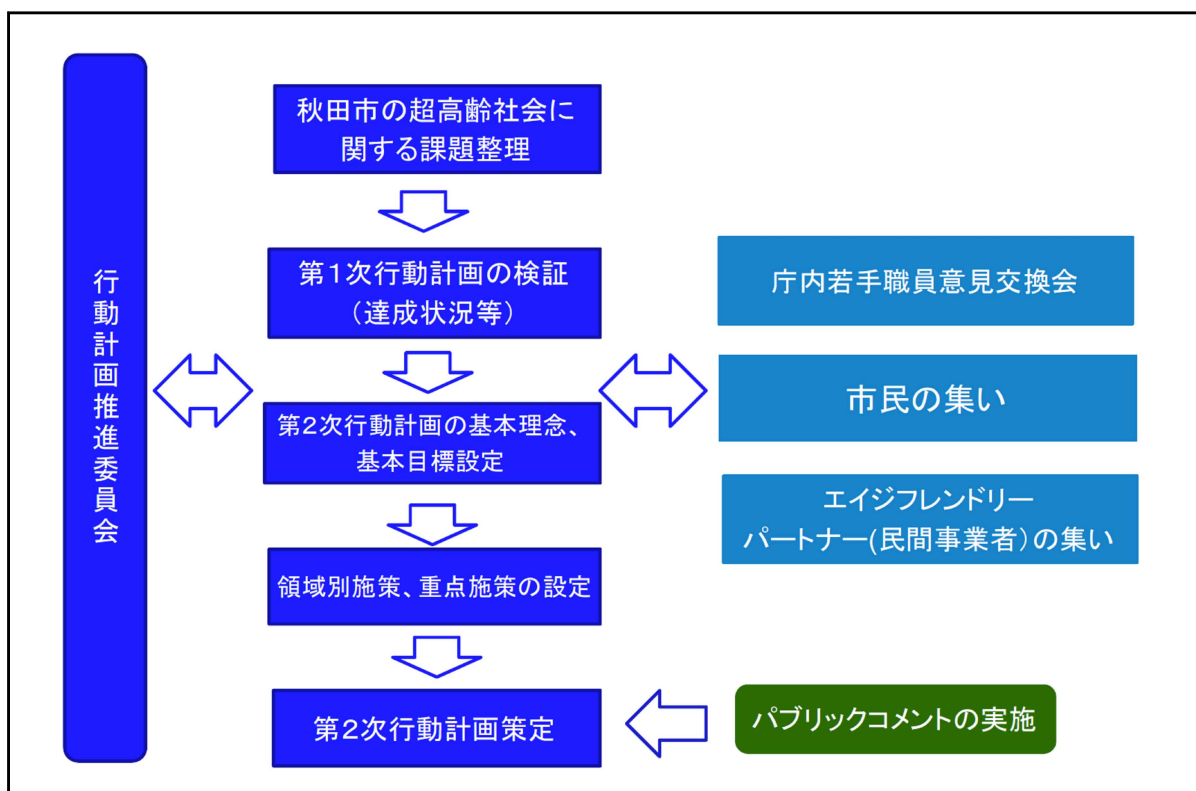 行動計画推進委員会
秋田市の超高齢社会に
関する課題整理
第1次行動計画の検証
（達成状況等）
第2次行動計画の基本理念、
基本目標設定
領域別施策、重点施策の設定
第2次行動計画策定
庁内若手職員意見交換会
市民の集い
エイジフレンドリー
パートナー(民間事業者)の集い
パブリックコメントの実施